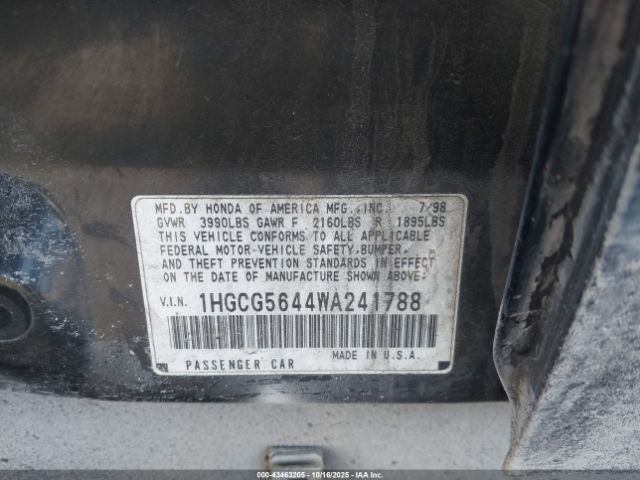 MFD.BY HONDA OF AMERICA MFG.,INC. 7/98
GVWR 3990LBS GAWR F 2160LBS R 1895LBS
THIS VEHICLE CONFORMS TO ALL APPLICABLE
FEDERAL MOTOR-VEHICLE SAFETY,BUMPER,
AND THEFT PREVENTION STANDARDS IN EFFECT
ON THE DATE OF MANUFACTURE SHOWN ABOVE.
V.I.N. 1HGCG5644WA241788
PASSENGER CAR MADE IN U.S.A.
000-43463205 - 10/16/2025 - IAAI.COM